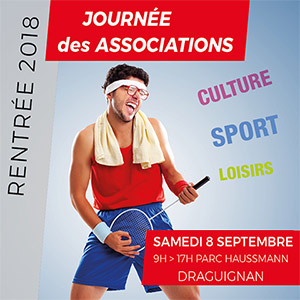 RENTRÉE 2018
JOURNÉE
des ASSOCIATIONS
CULTURE
SPORT
LOISIRS
SAMEDI 8 SEPTEMBRE
9H > 17H PARC HAUSSMANN
DRAGUIGNAN